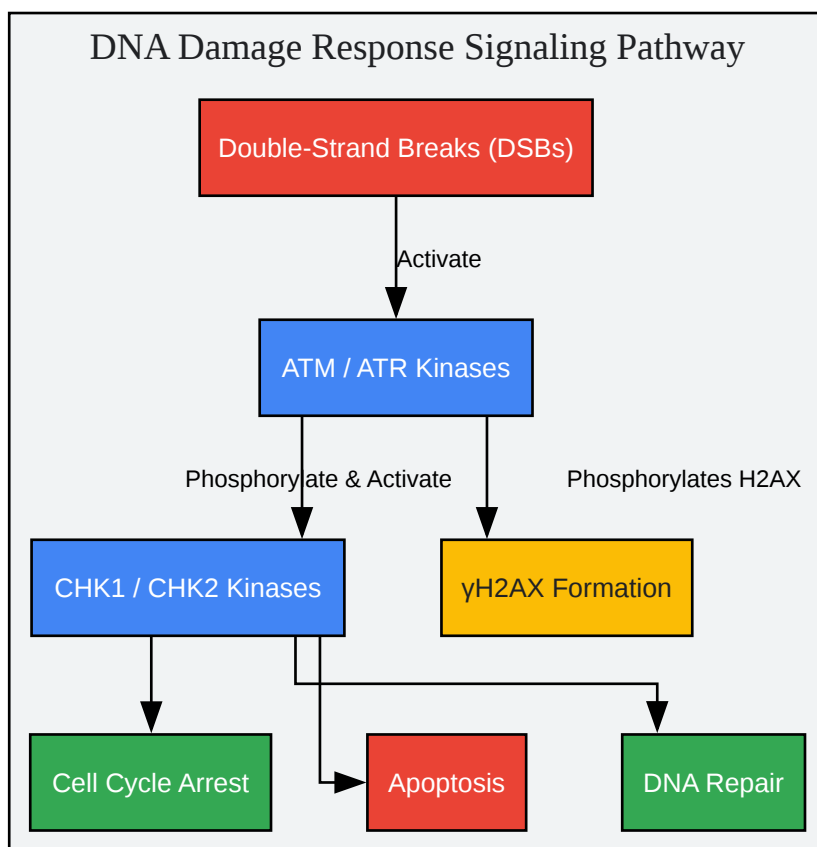 DNA Damage Response Signaling Pathway
Double-Strand Breaks (DSBs)
Activate
ATM / ATR Kinases
Phosphorylate & Activate
Phosphorylates H2AX
CHK1 / CHK2 Kinases
γH2AX Formation
Cell Cycle Arrest
Apoptosis
DNA Repair